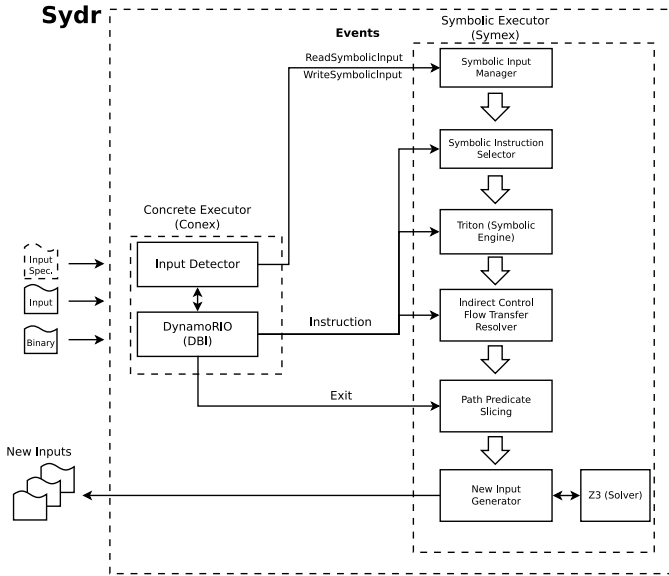 Sydr
Events
Symbolic Executor
(Symex)
ReadSymbolicInput
WriteSymbolicInput
Symbolic Input
Manager
Symbolic Instruction
Selector
Concrete Executor
(Conex)
Triton (Symbolic
Engine)
Input
Spec.
Input Detector
Input
Indirect Control
Flow Transfer
Resolver
DynamoRIO
(DBI)
Instruction
Binary
Exit
Path Predicate
Slicing
New Inputs
New Input
Generator
Z3 (Solver)